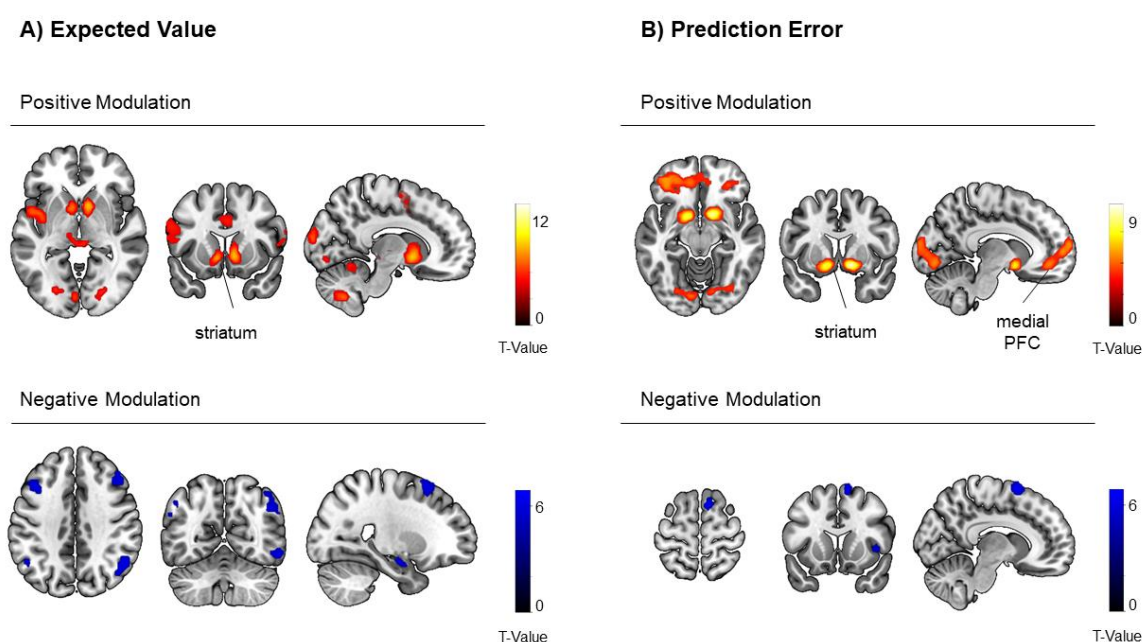 A) Expected Value
Positive Modulation
12
0
T-Value
striatum
Negative Modulation
6
0
T-Value
B) Prediction Error
Positive Modulation
9
0
T-Value
striatum
medial
PFC
Negative Modulation
6
0
T-Value